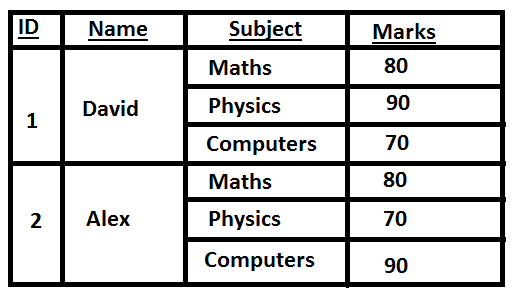 ID Name Subject Marks
1 David Maths 80
Physics 90
Computers 70
2 Alex Maths 80
Physics 70
Computers 90